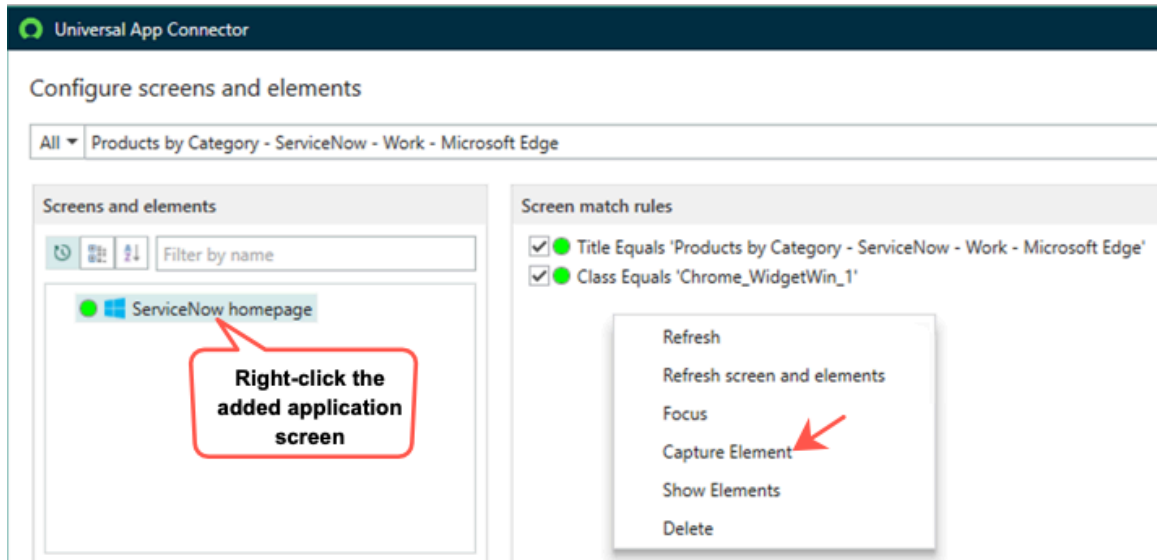 Universal App Connector
Configure screens and elements
All Products by Category - ServiceNow - Work - Microsoft Edge
Screens and elements
Filter by name
ServiceNow homepage
Right-click the
added application
screen
Screen match rules
Title Equals 'Products by Category - ServiceNow - Work - Microsoft Edge'
Class Equals 'Chrome_WidgetWin_1'
Refresh
Refresh screen and elements
Focus
Capture Element
Show Elements
Delete